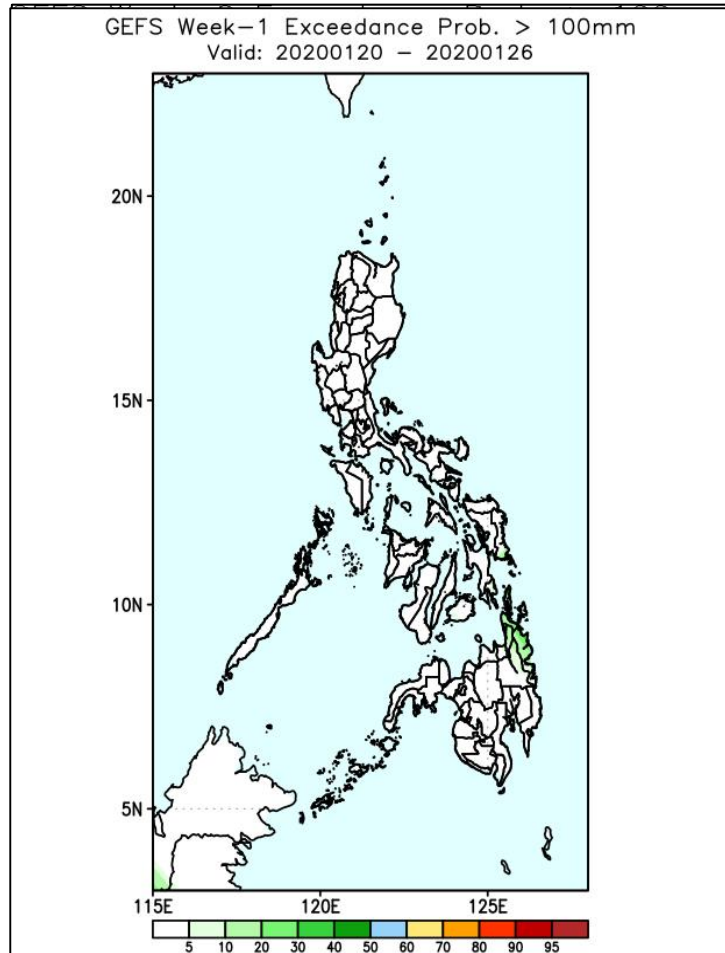 GEFS Week-1 Exceedance Prob. > 100mm
Valid: 20200120 - 20200126
20N
15N
10N
5N
115E 120E 125E
5 10 20 30 40 50 60 70 80 90 95